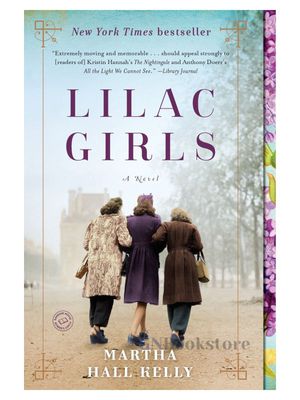 New York Times bestseller
"Extremely moving and memorable . . . should appeal strongly to
[readers of] Kristin Hannah's The Nightingale and Anthony Doerr's
All the Light We Cannot See." —Library Journal
LILAC
GIRLS
A Novel
MARTHA
HALL KELLY